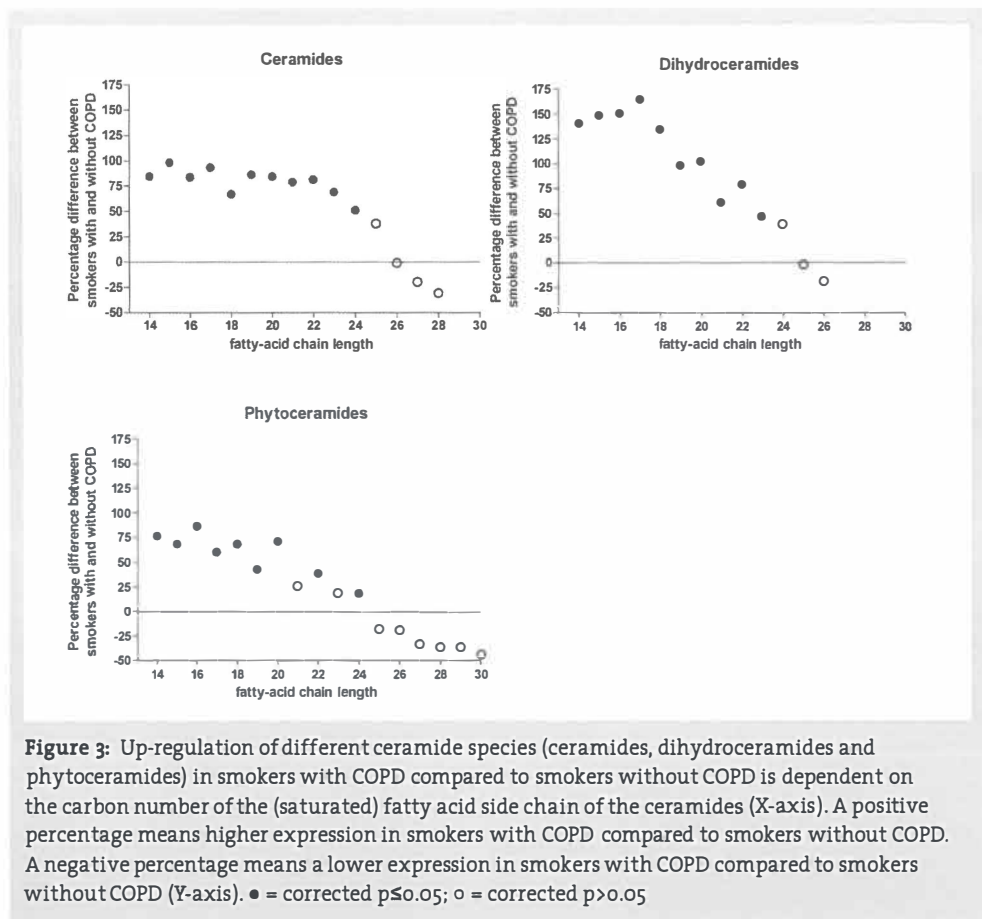 Ceramides
Percentage difference between
smokers with and without COPD
175
150
125
100
75
50
25
0
-25
-50
14 16 18 20 22 24 26 28 30
fatty-acid chain length
Dihydroceramides
Percentage difference between
smokers with and without COPD
175
150
125
100
75
50
25
0
-25
-50
14 16 18 20 22 24 26 28 30
fatty-acid chain length
Phytoceramides
Percentage difference between
smokers with and without COPD
175
150
125
100
75
50
25
0
-25
-50
14 16 18 20 22 24 26 28 30
fatty-acid chain length
Figure 3: Up-regulation of different ceramide species (ceramides, dihydroceramides and
phytoceramides) in smokers with COPD compared to smokers without COPD is dependent on
the carbon number of the (saturated) fatty acid side chain of the ceramides (X-axis). A positive
percentage means higher expression in smokers with COPD compared to smokers without COPD.
A negative percentage means a lower expression in smokers with COPD compared to smokers
without COPD (Y-axis). ● = corrected p≤0.05; o = corrected p>0.05